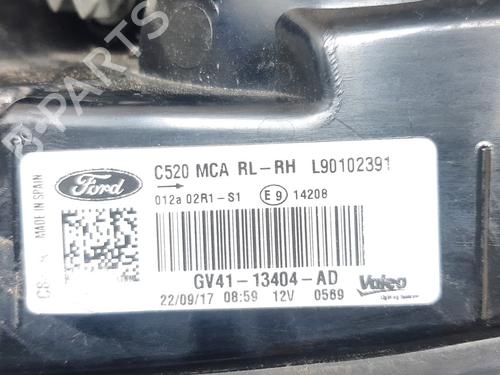 B-PARTS
C520 MCA RL-RH L90102391
Ford
012a 02R1-S1 E9 14208
MADE IN SPAIN
GV41-13404-AD
22/09/17 08:59 12V 0569
Valeo